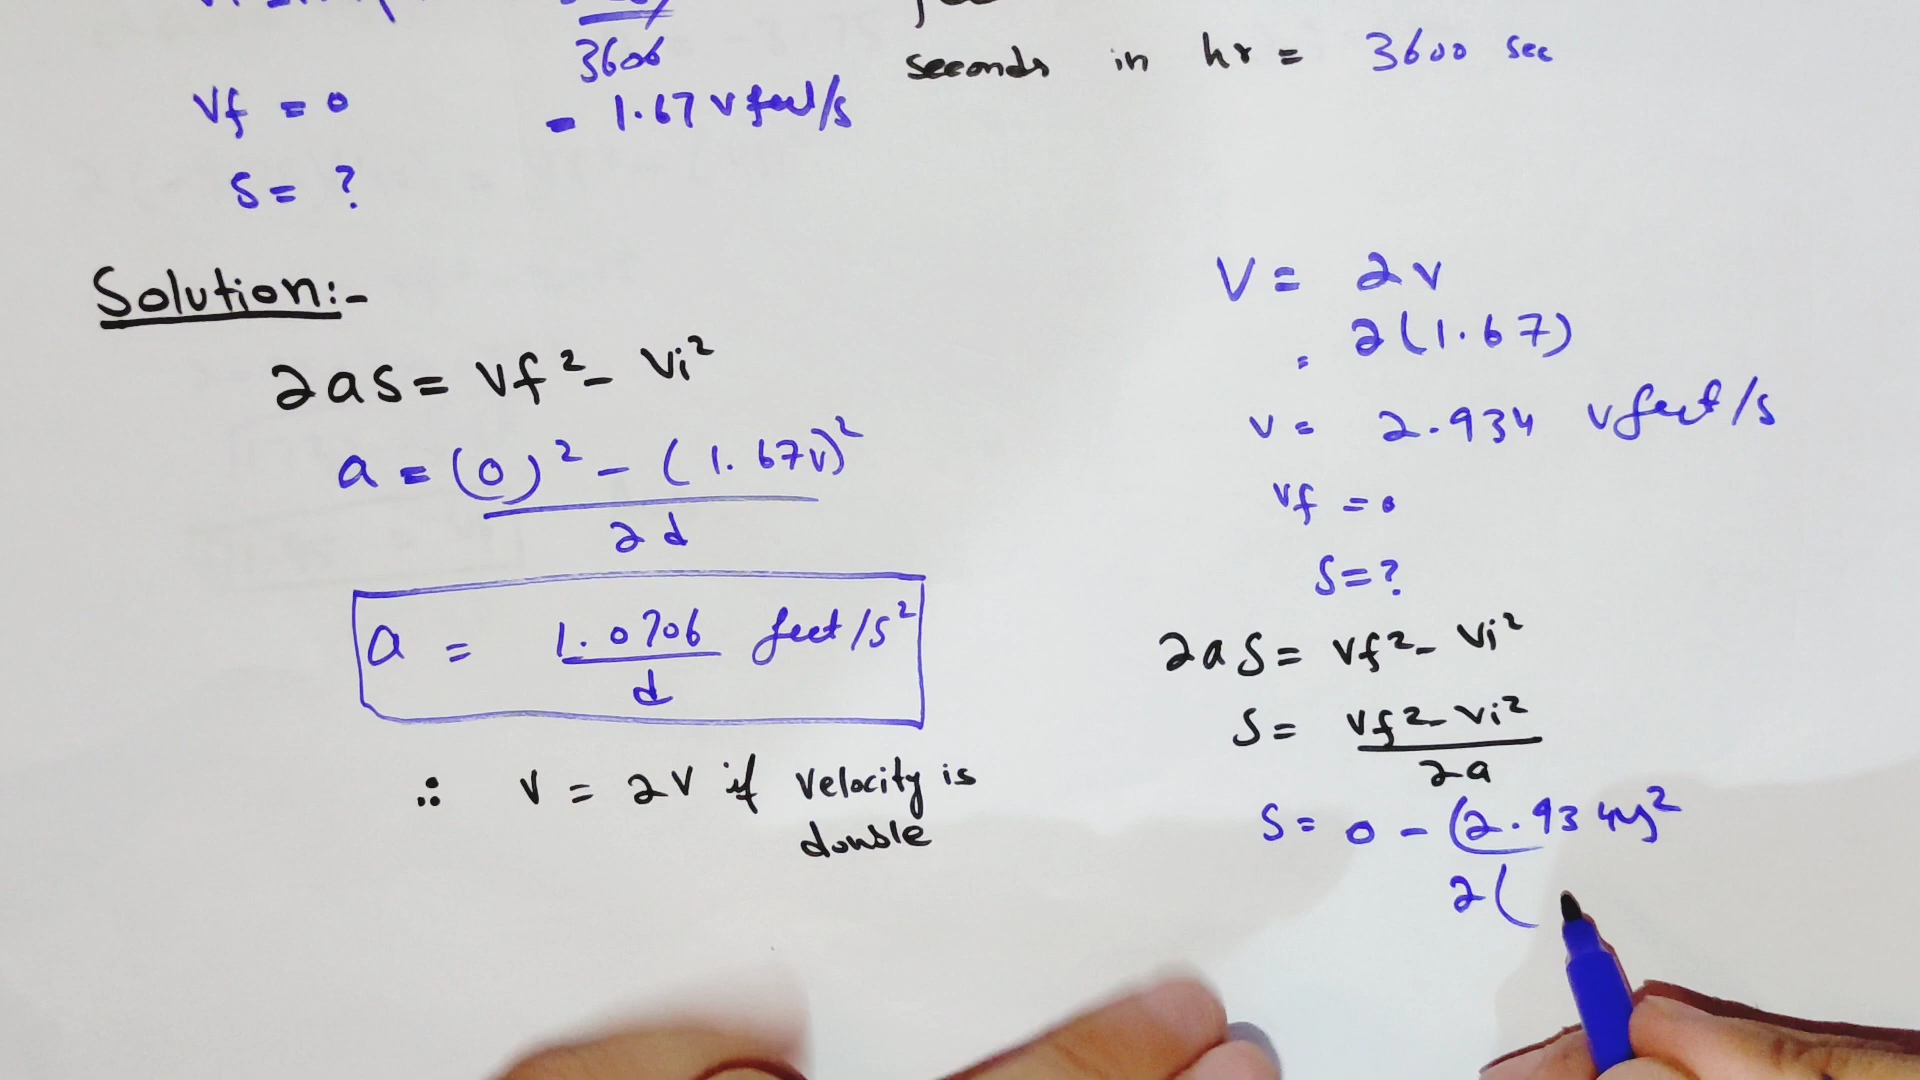 3600
seconds in hr = 3600 sec
Vf = 0
= 1.67 v feet/s
S = ?
Solution:-
2as = vf² - vi²
a = (0)² - (1.67v)²
2d
a = 1.0706 feet/s²
d
∴ v = 2v if velocity is
double
V = 2v
= 2(1.67)
v = 2.934 v feet/s
vf = 0
S = ?
2as = vf² - vi²
S = vf² - vi²
2a
S = 0 - (2.934v)²
2(